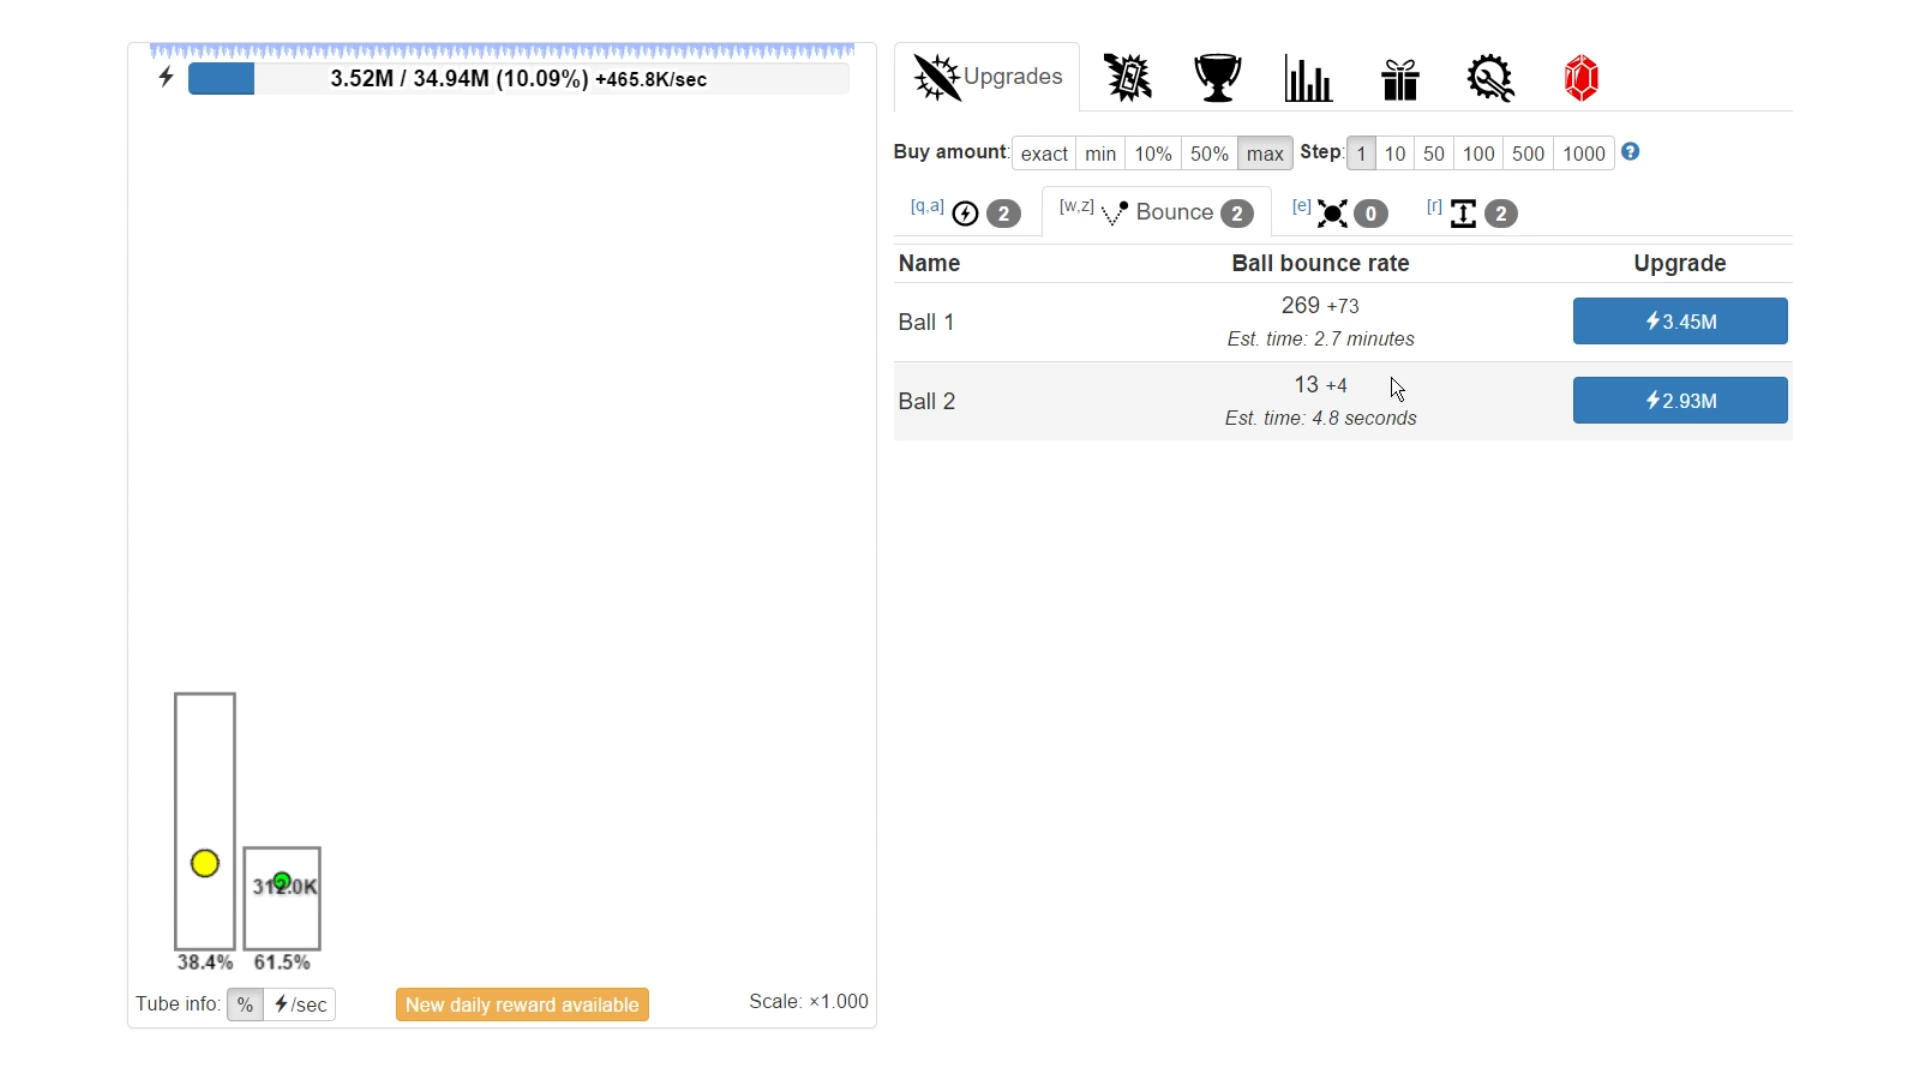 3.52M / 34.94M (10.09%) +465.8K/sec
312.0K
38.4% 61.5%
Tube info: % /sec
New daily reward available
Scale: ×1.000
Upgrades
Buy amount: exact min 10% 50% max Step: 1 10 50 100 500 1000 ?
[q,a] 2 [w,z] Bounce 2 [e] 0 [r] 2
Name Ball bounce rate Upgrade
Ball 1
269 +73
Est. time: 2.7 minutes
3.45M
Ball 2
13 +4
Est. time: 4.8 seconds
2.93M